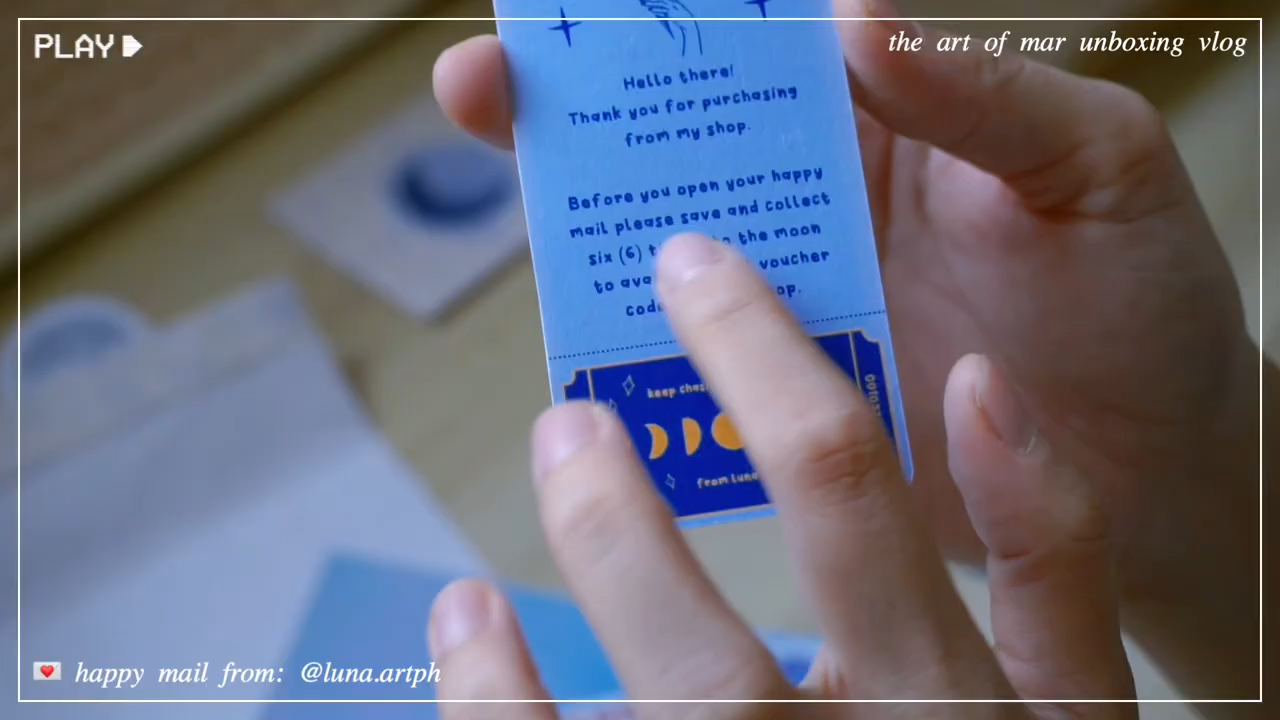 PLAY
the art of mar unboxing vlog
Hello there!
Thank you for purchasing
from my shop.
Before you open your happy
mail please save and collect
six (6) the moon
to voucher
keep
from luna
happy mail from: @luna.artph